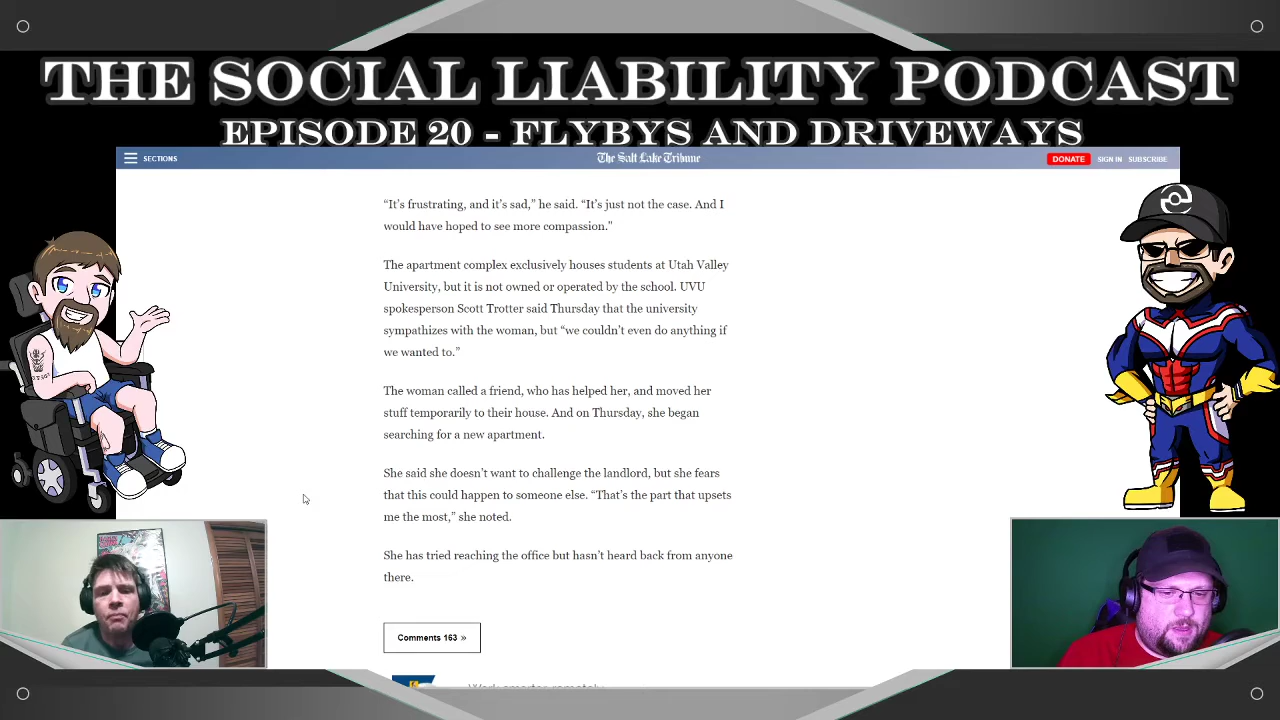 THE SOCIAL LIABILITY PODCAST
EPISODE 20 - FLYBYS AND DRIVEWAYS
SECTIONS
The Salt Lake Tribune
DONATE
SIGN IN
SUBSCRIBE
“It’s frustrating, and it’s sad,” he said. “It’s just not the case. And I
would have hoped to see more compassion.”
The apartment complex exclusively houses students at Utah Valley
University, but it is not owned or operated by the school. UVU
spokesperson Scott Trotter said Thursday that the university
sympathizes with the woman, but “we couldn’t even do anything if
we wanted to.”
The woman called a friend, who has helped her, and moved her
stuff temporarily to their house. And on Thursday, she began
searching for a new apartment.
She said she doesn’t want to challenge the landlord, but she fears
that this could happen to someone else. “That’s the part that upsets
me the most,” she noted.
She has tried reaching the office but hasn’t heard back from anyone
there.
Comments 163 »
Work smarter remotely